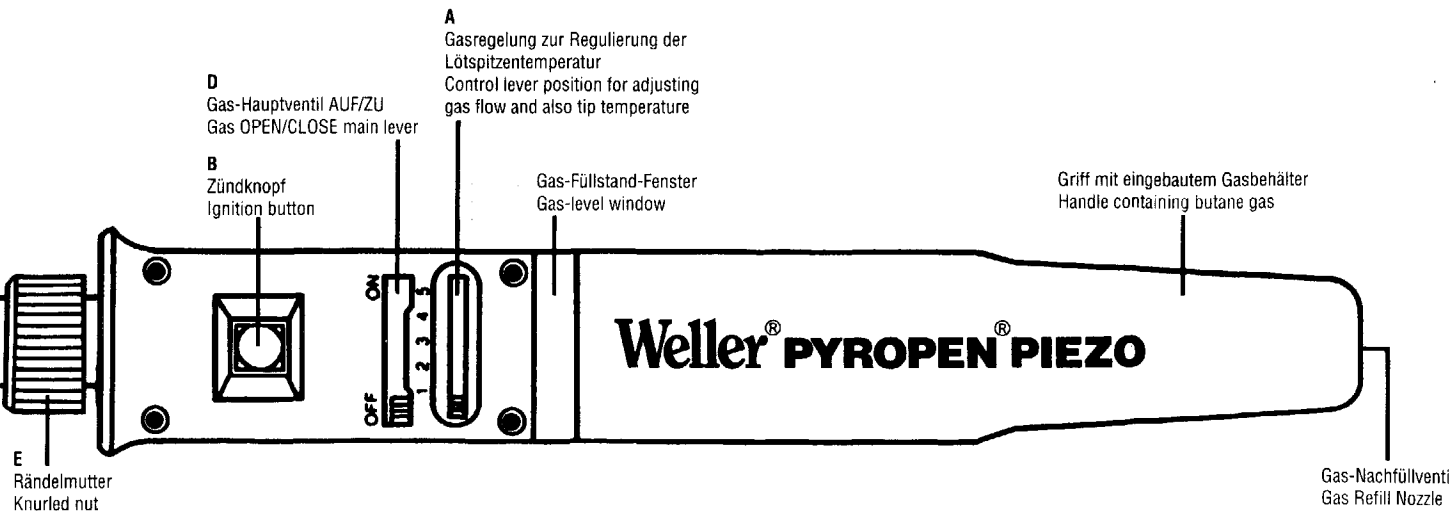 A
Gasregelung zur Regulierung der
Lötspitzentemperatur
Control lever position for adjusting
gas flow and also tip temperature
D
Gas-Hauptventil AUF/ZU
Gas OPEN/CLOSE main lever
B
Zündknopf
Ignition button
Gas-Füllstand-Fenster
Gas-level window
Griff mit eingebautem Gasbehälter
Handle containing butane gas
ON
OFF
5
4
3
2
1
Weller® PYROPEN® PIEZO
E
Rändelmutter
Knurled nut
Gas-Nachfüllventi
Gas Refill Nozzle